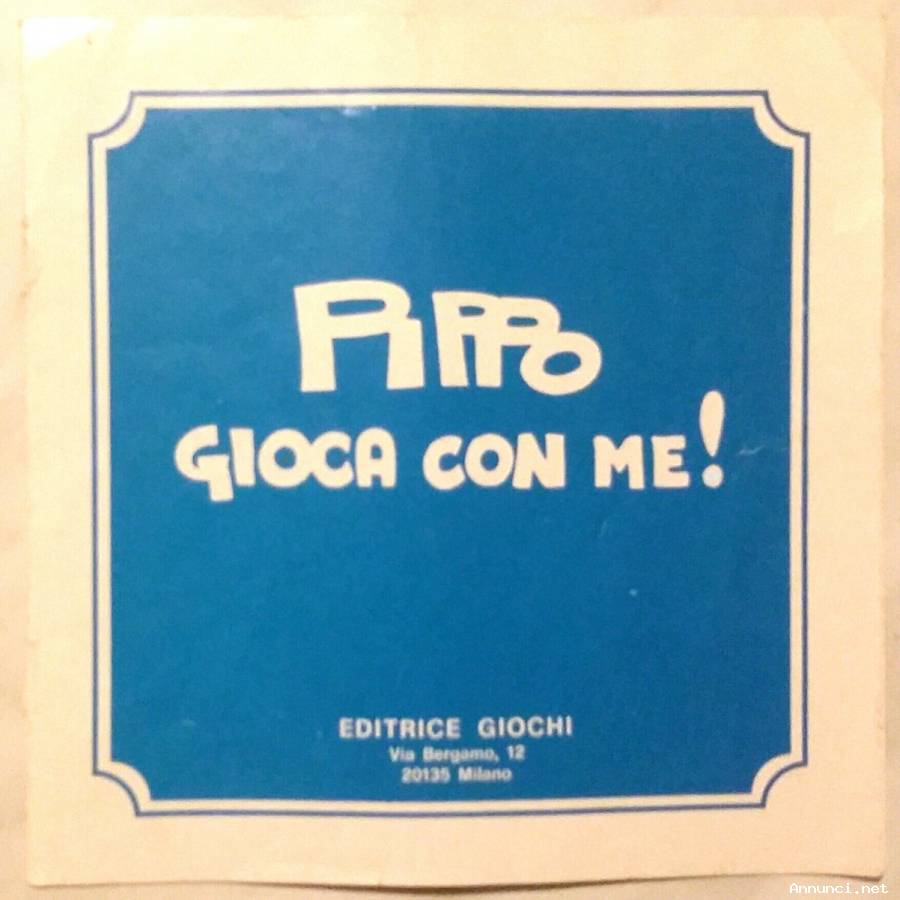 PIPPO
GIOCA CON ME!
EDITRICE GIOCHI
Via Bergamo, 12
20135 Milano
Annunci.net